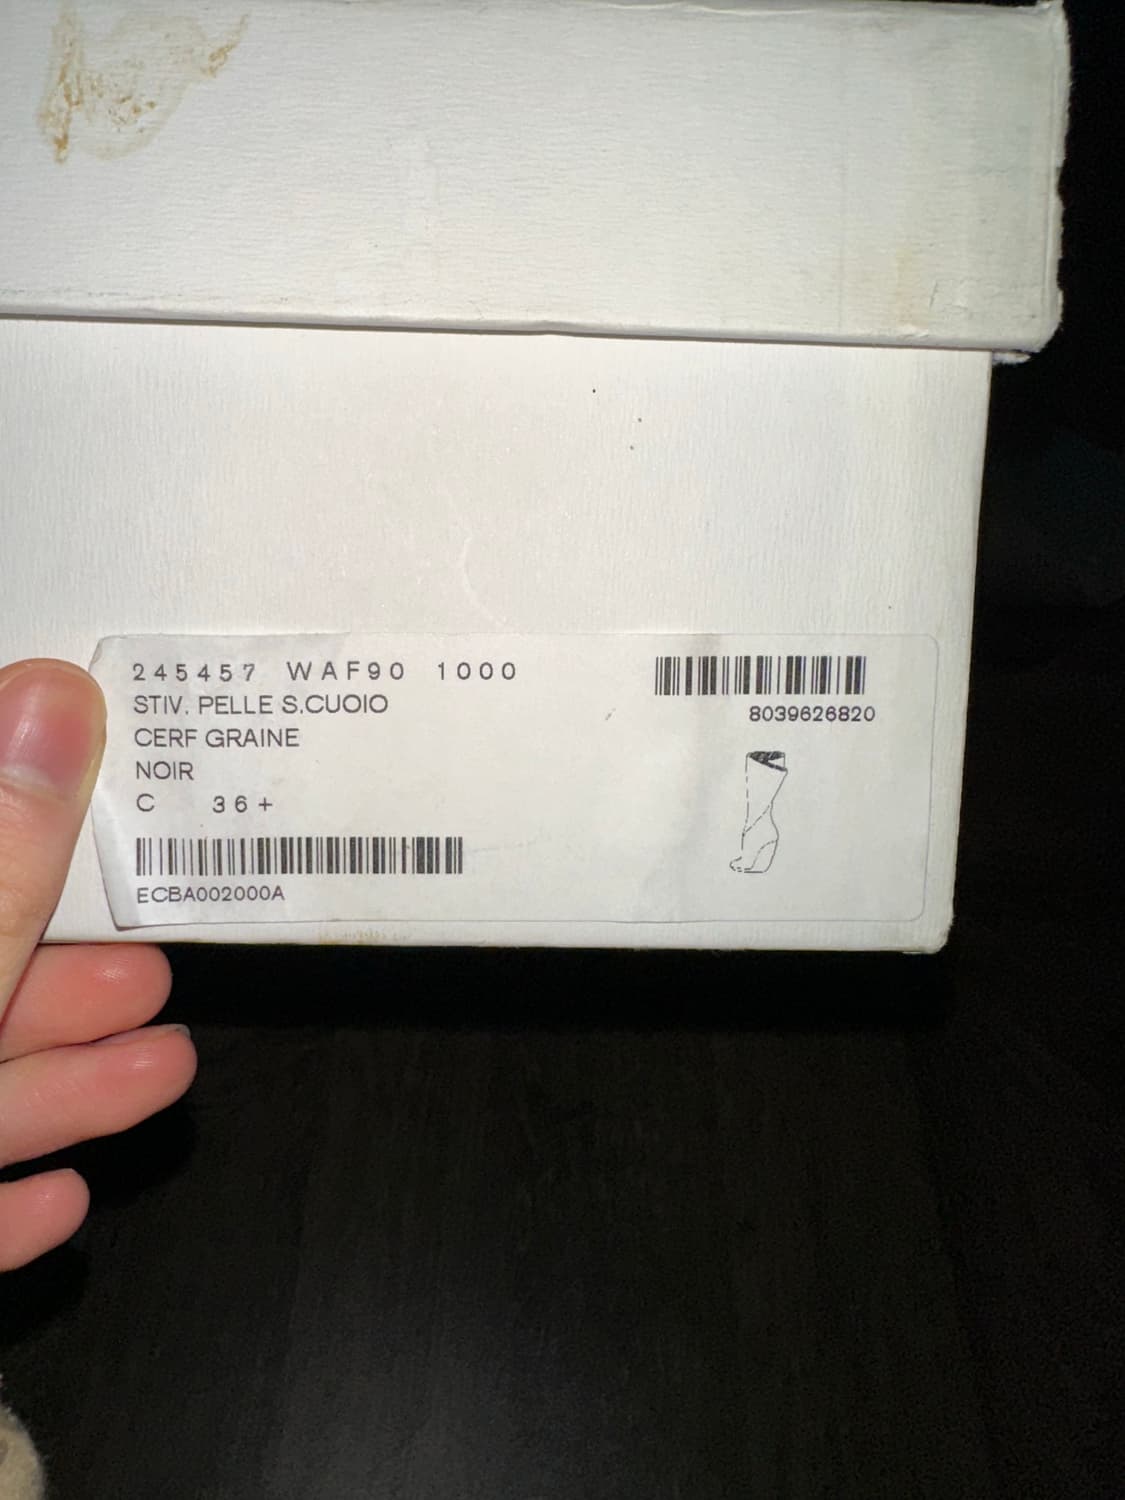 245457 WAF90 1000
STIV. PELLE S.CUOIO
CERF GRAINE
NOIR
C 36+
ECBA002000A
8039626820